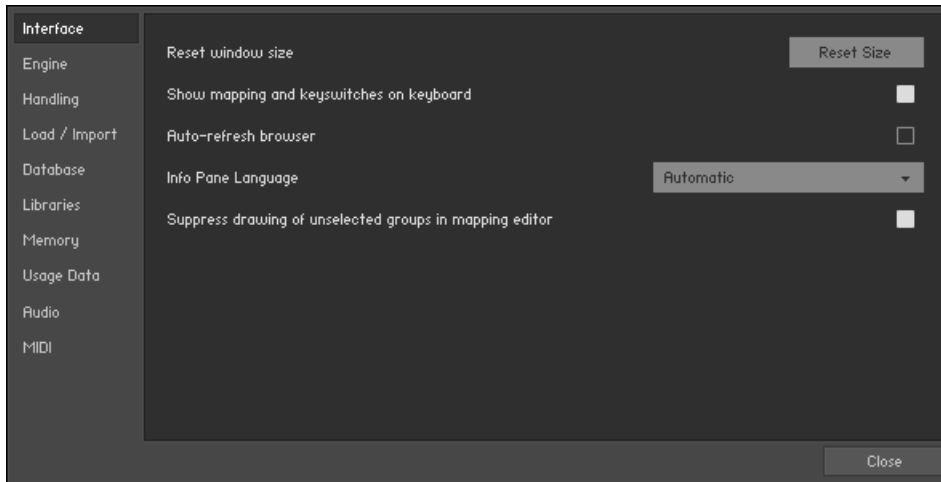 Interface
Engine
Handling
Load / Import
Database
Libraries
Memory
Usage Data
Audio
MIDI
Reset window size
Reset Size
Show mapping and keyswitches on keyboard
Auto-refresh browser
Info Pane Language
Automatic
Suppress drawing of unselected groups in mapping editor
Close